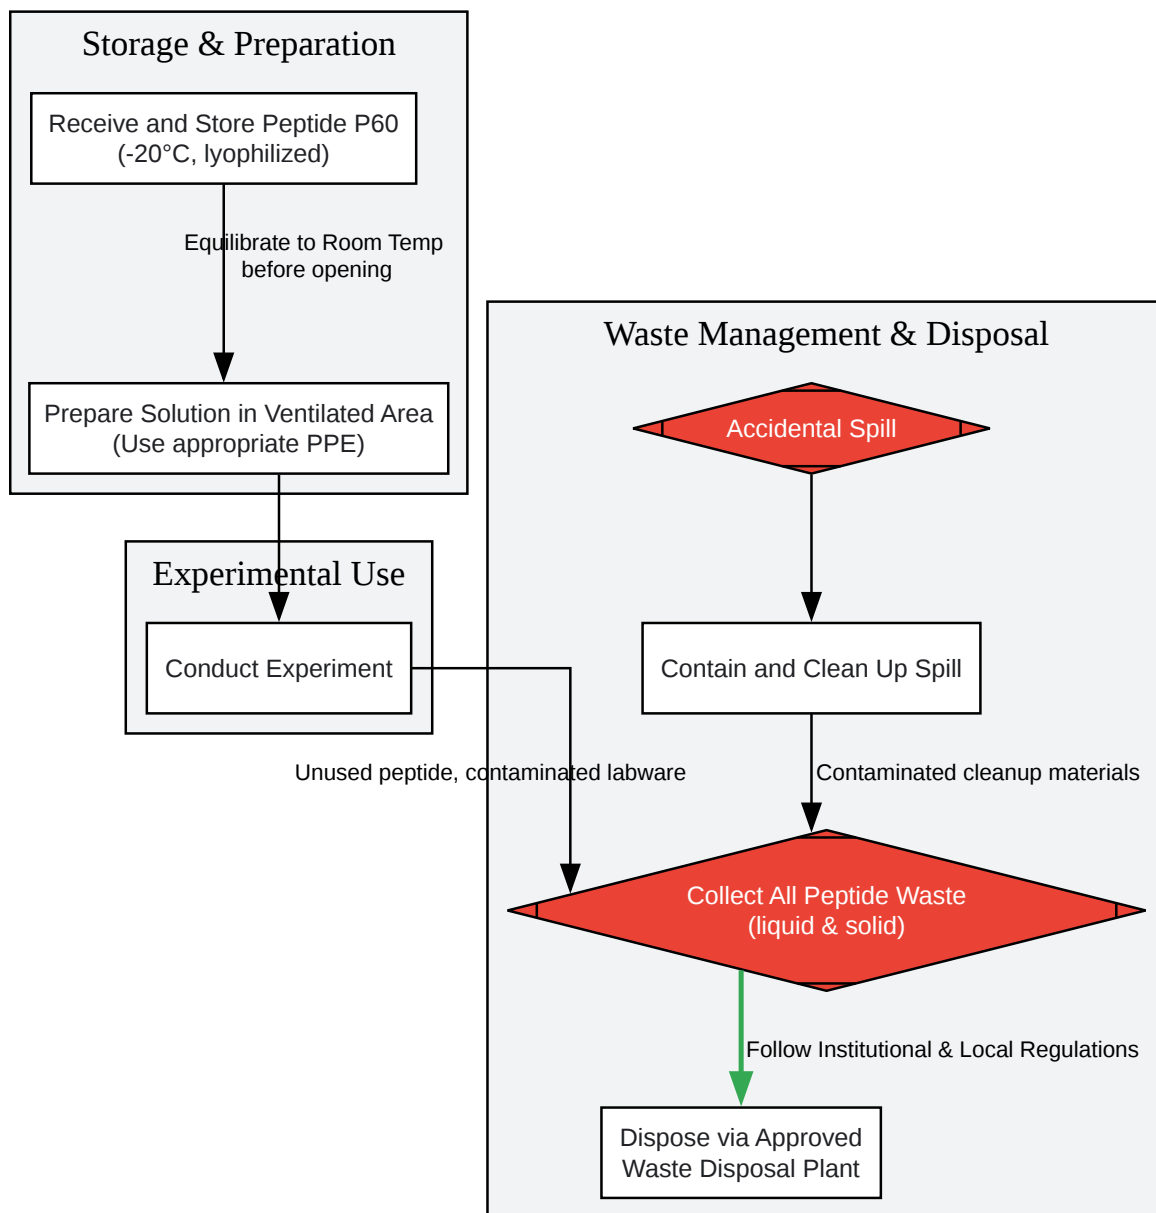 Storage & Preparation
Receive and Store Peptide P60
(-20°C, lyophilized)
Equilibrate to Room Temp
before opening
Prepare Solution in Ventilated Area
(Use appropriate PPE)
Experimental Use
Conduct Experiment
Unused peptide, contaminated labware
Waste Management & Disposal
Accidental Spill
Contain and Clean Up Spill
Contaminated cleanup materials
Collect All Peptide Waste
(liquid & solid)
Follow Institutional & Local Regulations
Dispose via Approved
Waste Disposal Plant